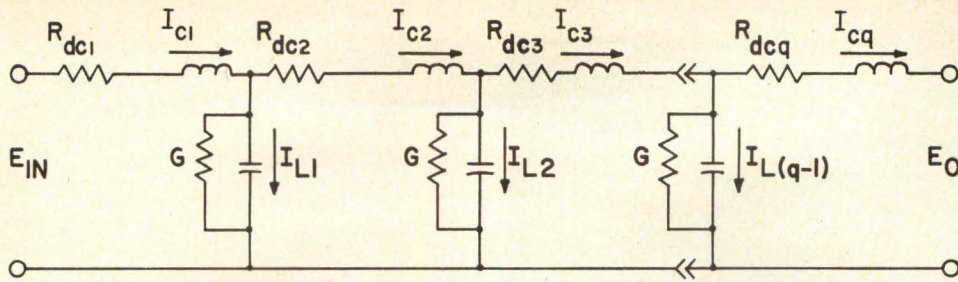 R_dc1 I_c1 R_dc2 I_c2 R_dc3 I_c3 R_dcq I_cq
E_IN G I_L1 G I_L2 G I_L(q-1) E_O